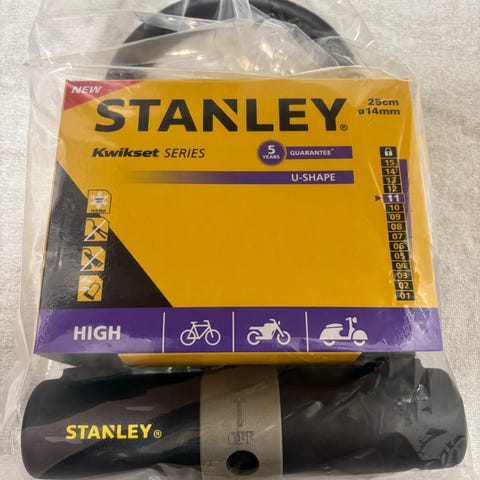 NEW
STANLEY®
25cm
ø14mm
Kwikset SERIES
5 YEARS GUARANTEE*
U-SHAPE
15
14
13
12
11
10
09
08
07
06
05
04
03
02
01
HIGH
STANLEY®
OFF